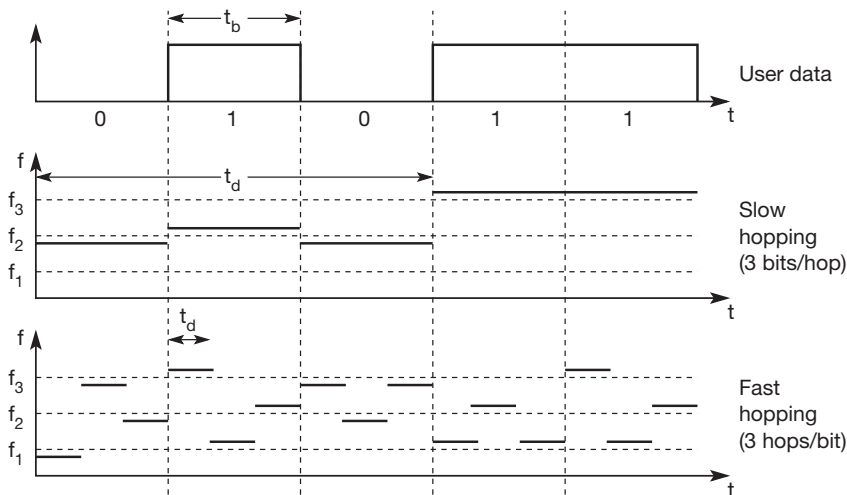 t_b
User data
0 1 0 1 1 t
f
t_d
f_3
f_2
f_1
Slow
hopping
(3 bits/hop)
t
f
t_d
f_3
f_2
f_1
Fast
hopping
(3 hops/bit)
t